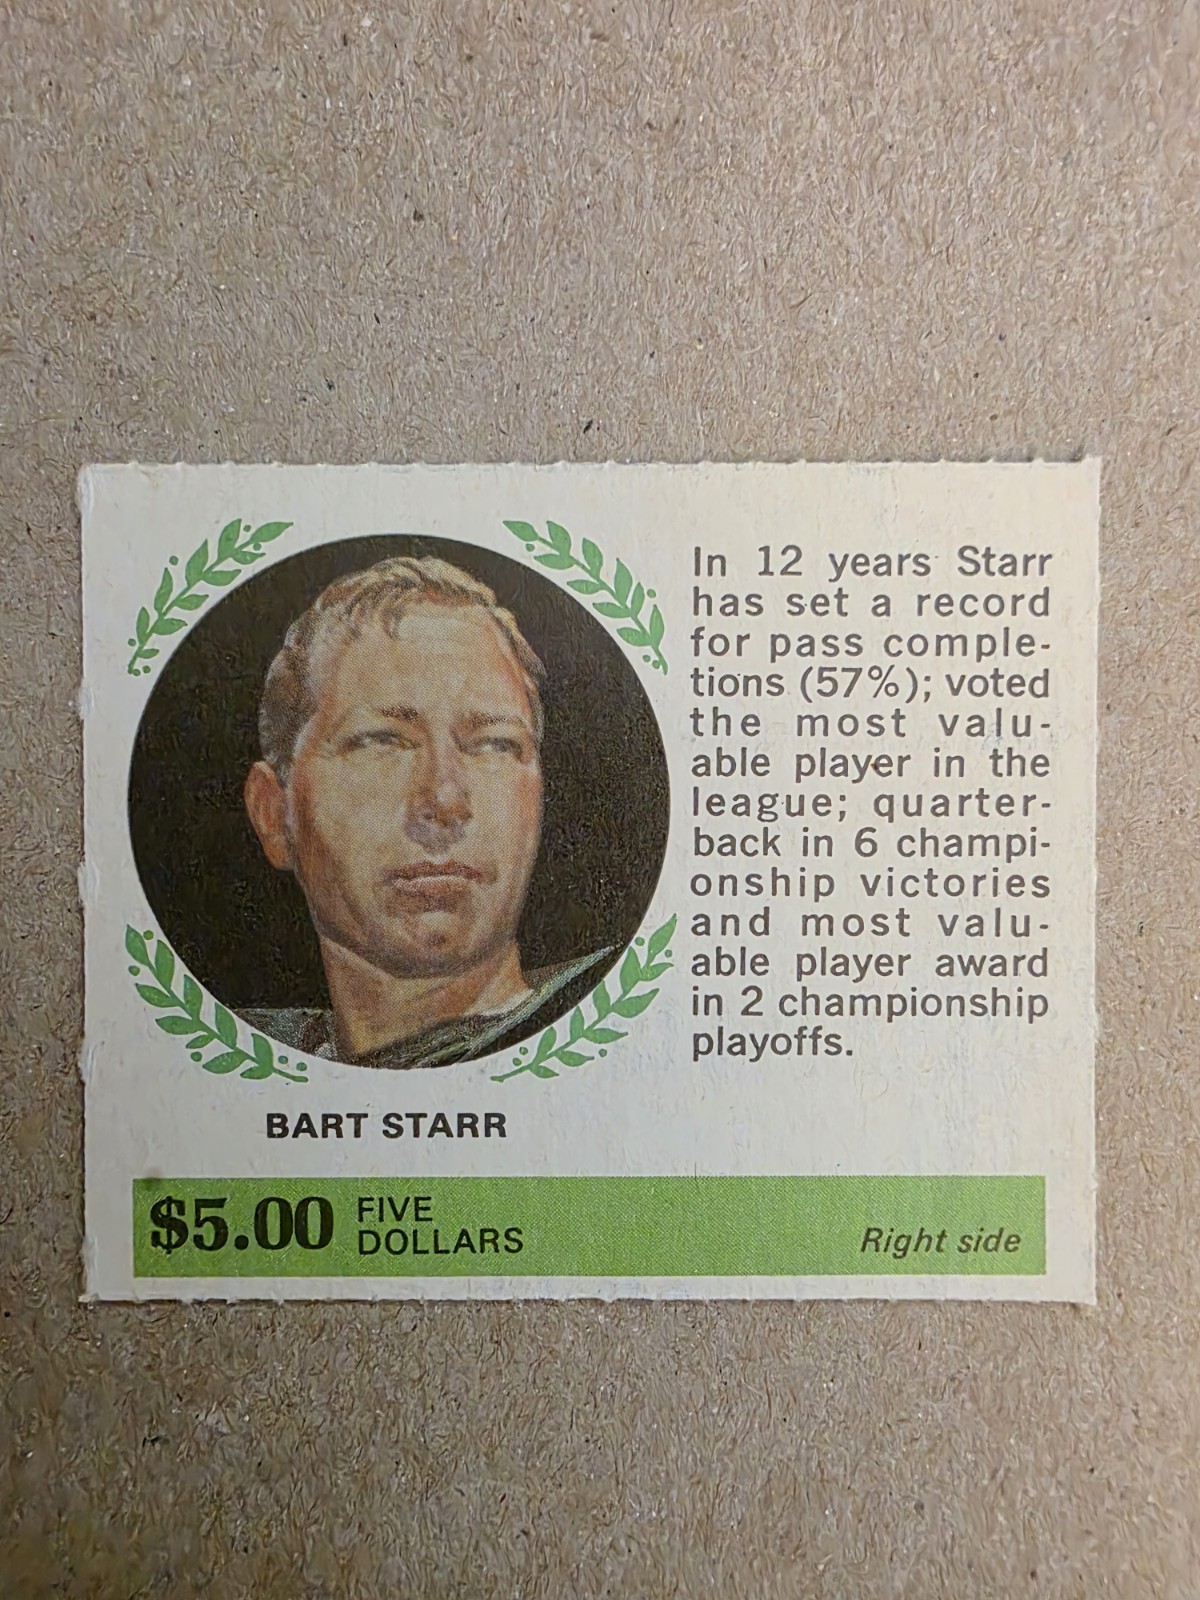 In 12 years Starr
has set a record
for pass comple-
tions (57%); voted
the most valu-
able player in the
league; quarter-
back in 6 champi-
onship victories
and most valu-
able player award
in 2 championship
playoffs.
BART STARR
$5.00 FIVE
DOLLARS
Right side